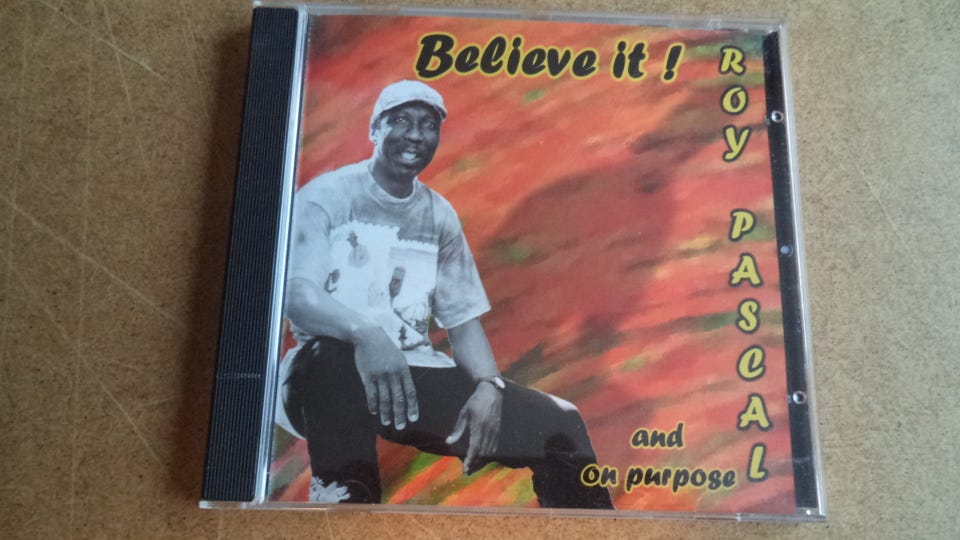 Believe it !
ROY PASCAL
and
on purpose